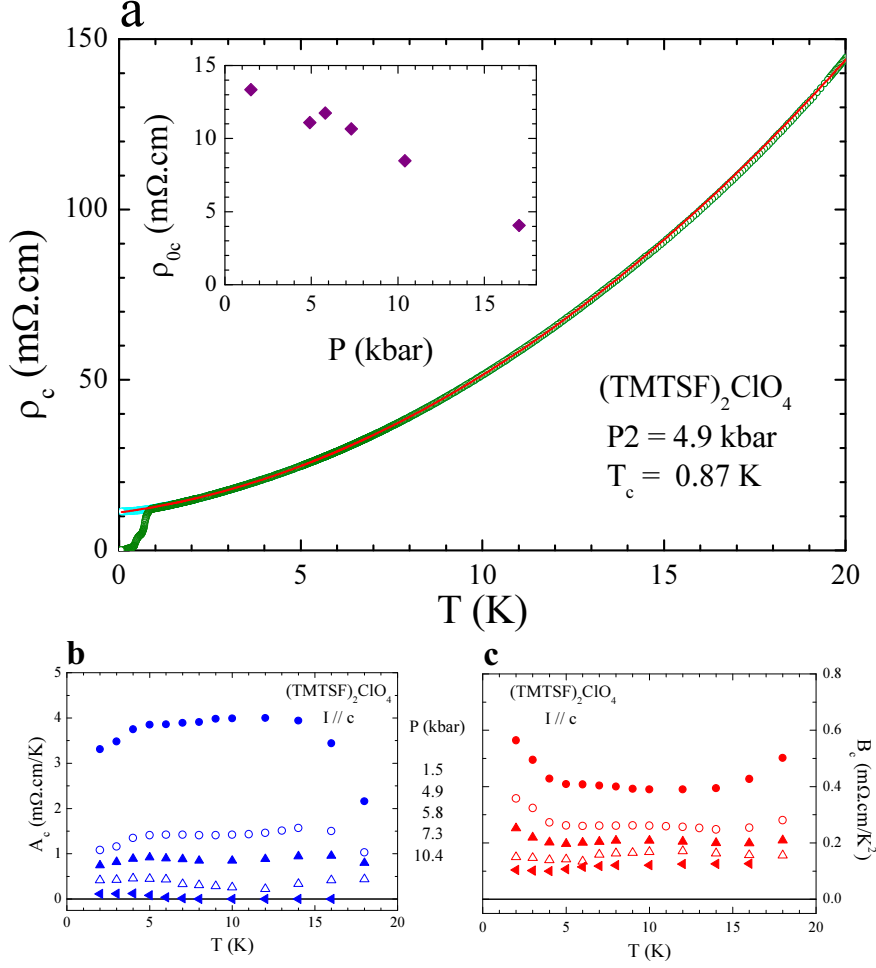 a
150
100
50
0
ρc (mΩ.cm)
0 5 10 15 20
T (K)
15
10
5
0
ρ0c (mΩ.cm)
0 5 10 15
P (kbar)
(TMTSF)2ClO4
P2 = 4.9 kbar
Tc = 0.87 K
b
5
4
3
2
1
0
Ac (mΩ.cm/K)
(TMTSF)2ClO4
I // c
0 5 10 15 20
T (K)
P (kbar)
1.5
4.9
5.8
7.3
10.4
c
(TMTSF)2ClO4
I // c
0.8
0.6
0.4
0.2
0.0
Bc (mΩ.cm/K2)
0 5 10 15 20
T (K)